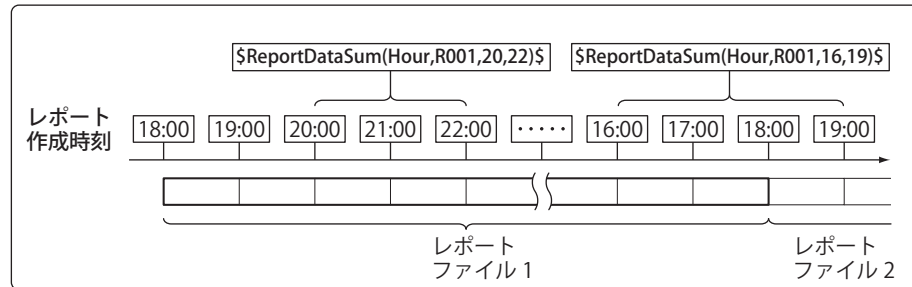 $ReportDataSum(Hour,R001,20,22)$ $ReportDataSum(Hour,R001,16,19)$
レポート
作成時刻
18:00 19:00 20:00 21:00 22:00 ・・・・・ 16:00 17:00 18:00 19:00
レポート
ファイル 1
レポート
ファイル 2